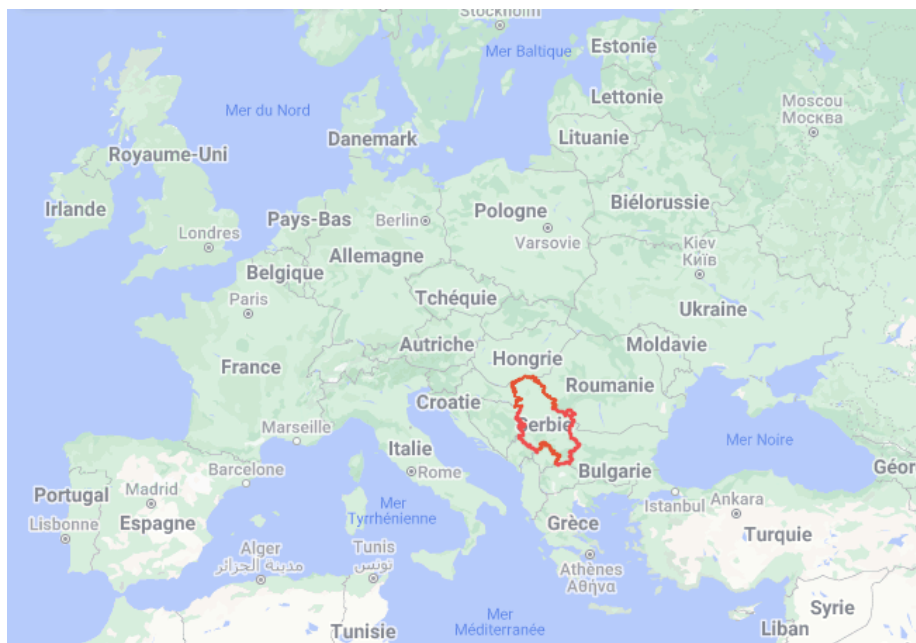 Stockholm
Mer Baltique
Estonie
Mer du Nord
Lettonie
Moscou
Москва
Danemark
Lituanie
Royaume-Uni
Irlande
Pays-Bas
Berlin
Pologne
Biélorussie
Londres
Varsovie
Kiev
Київ
Belgique
Allemagne
Paris
Tchéquie
Ukraine
Autriche
Moldavie
France
Hongrie
Roumanie
Croatie
Serbie
Marseille
Italie
Mer Noire
Barcelone
Rome
Bulgarie
Géor
Portugal
Madrid
Mer
Tyrrhénienne
Istanbul
Ankara
Lisbonne
Espagne
Grèce
Turquie
Alger
مدينة الجزائر
Tunis
تونس
Athènes
Αθήνα
Syrie
Mer
Méditerranée
Liban
Tunisie